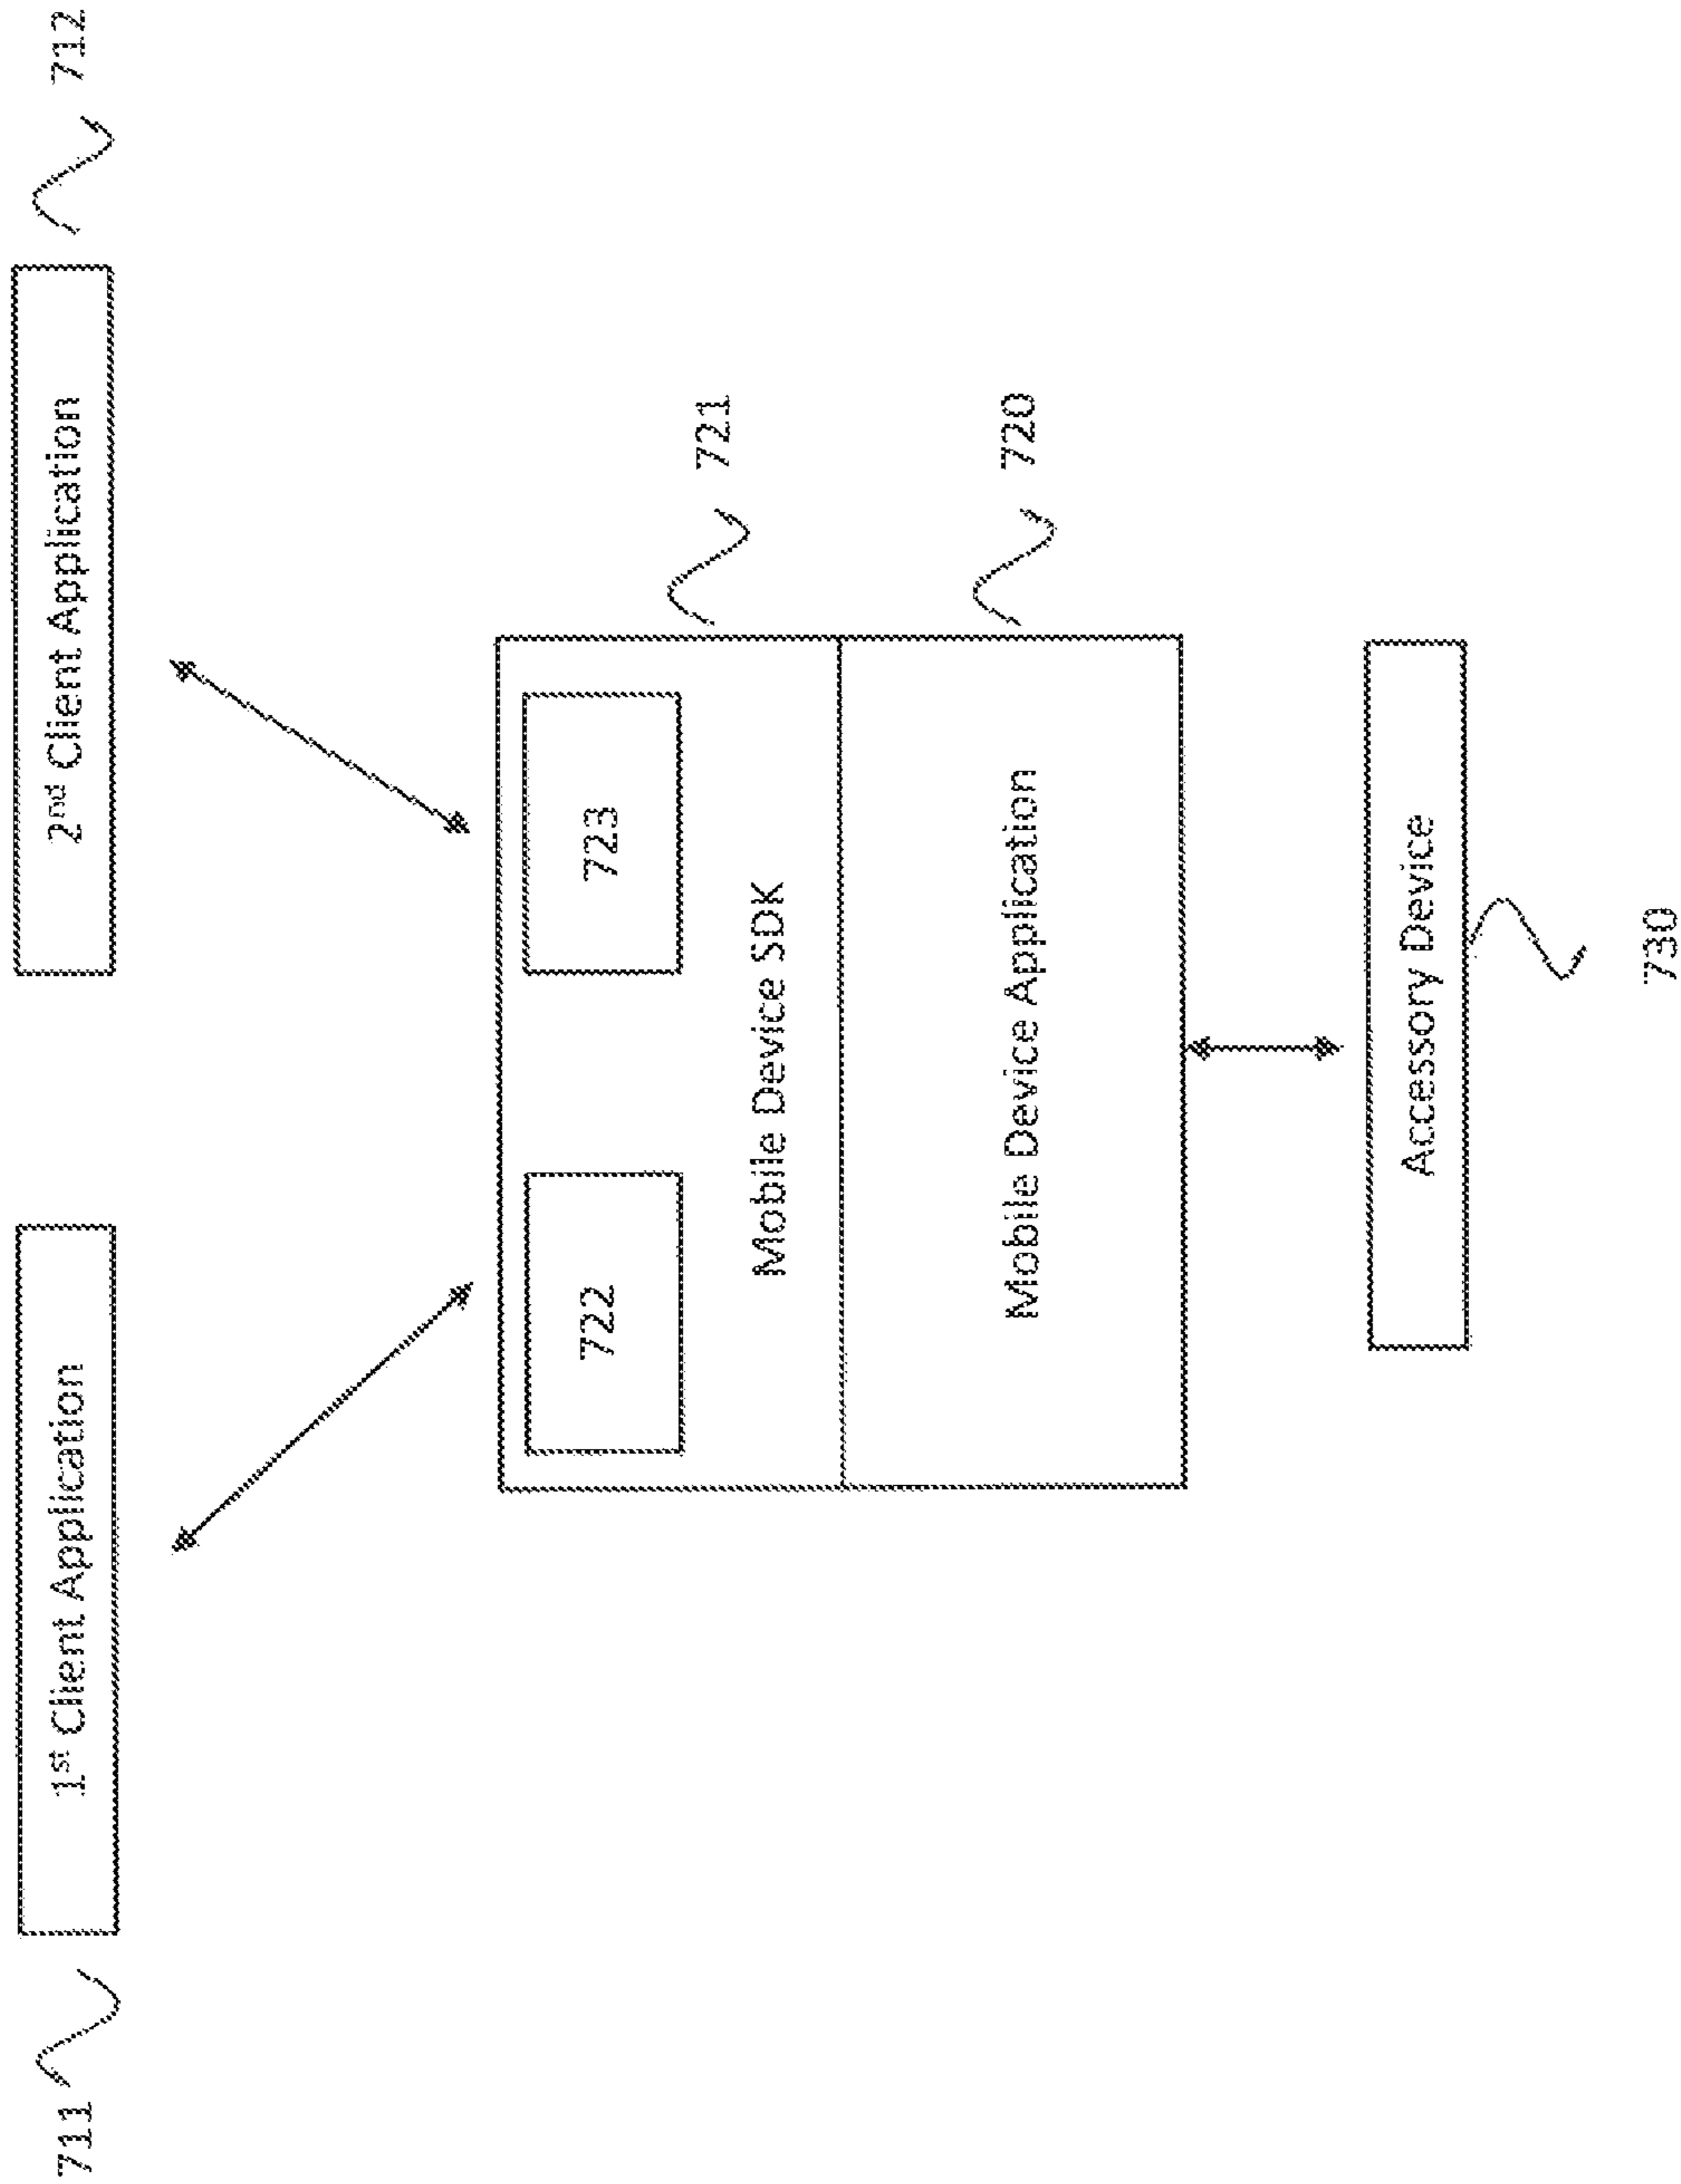 711
1st Client Application
2nd Client Application
712
722
723
Mobile Device SDK
721
Mobile Device Application
720
Accessory Device
730